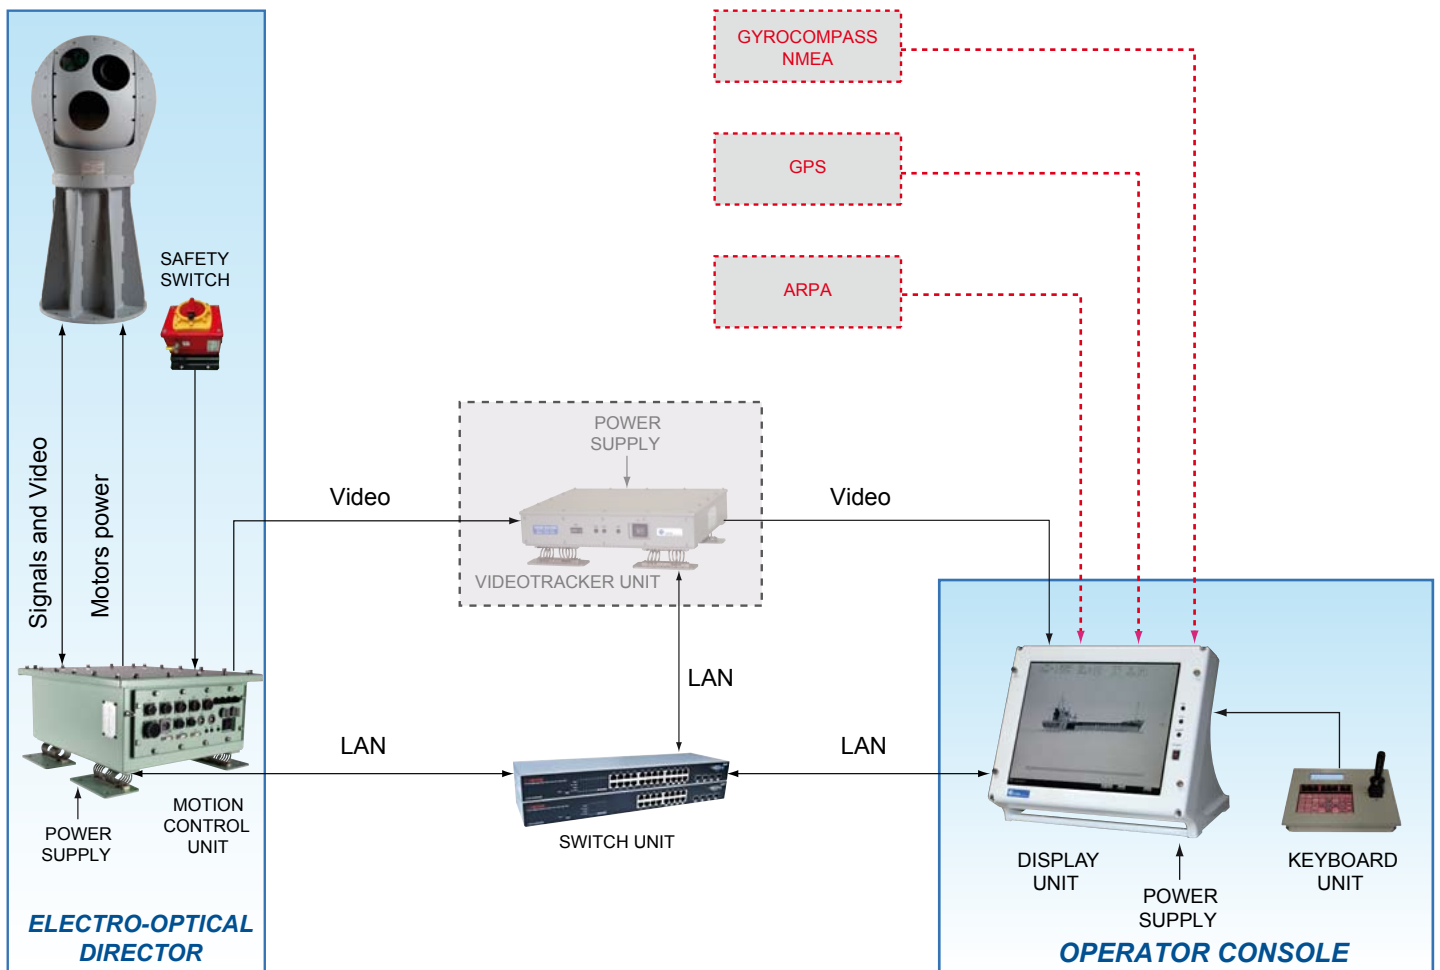 GYROCOMPASS
NMEA
GPS
ARPA
SAFETY
SWITCH
POWER
SUPPLY
Signals and Video
Motors power
Video
Video
VIDEOTRACKER UNIT
LAN
LAN
LAN
SWITCH UNIT
MOTION
CONTROL
UNIT
POWER
SUPPLY
ELECTRO-OPTICAL
DIRECTOR
DISPLAY
UNIT
KEYBOARD
UNIT
POWER
SUPPLY
OPERATOR CONSOLE